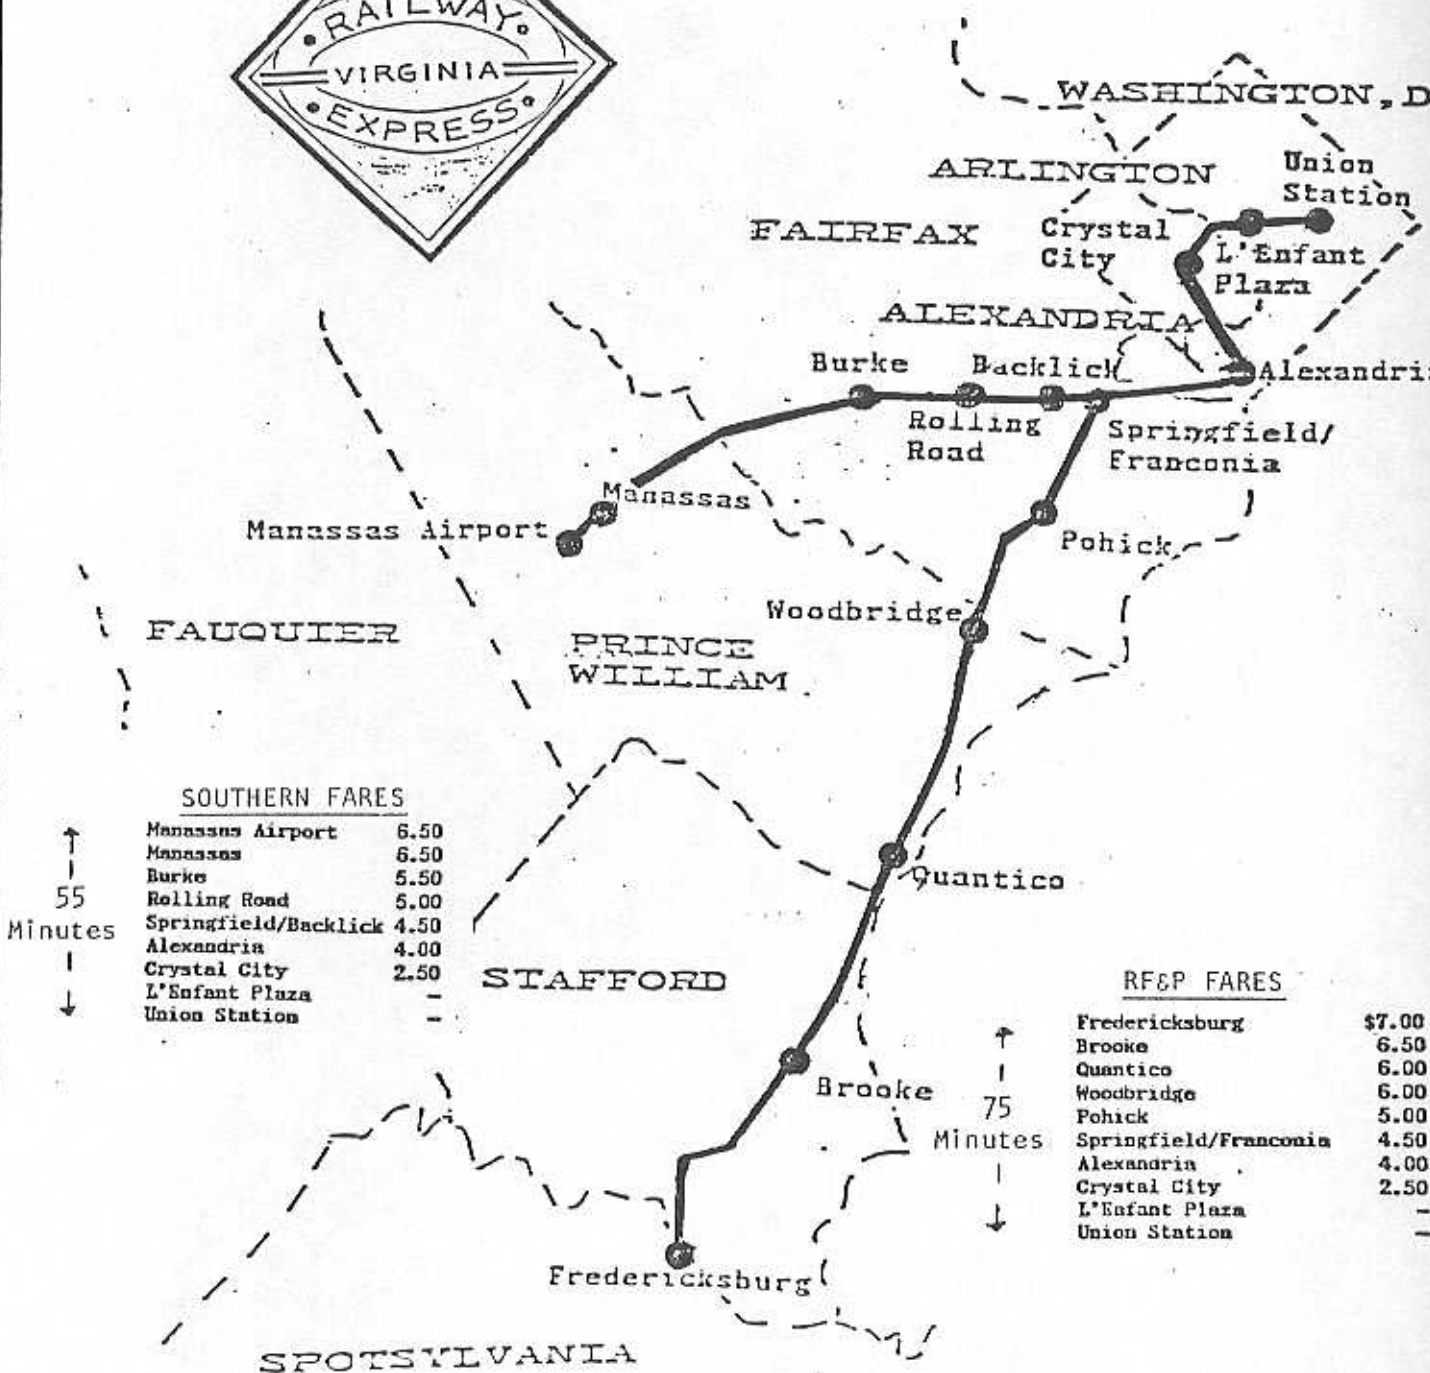 RAILWAY
VIRGINIA
EXPRESS
WASHINGTON, D
ARLINGTON
Union
Station
FAIRFAX
Crystal
City
L'Enfant
Plaza
ALEXANDRIA
Burke
Backlick
Alexandri
Rolling
Road
Springfield/
Franconia
Manassas
Manassas Airport
Pohick
Woodbridge
FAUQUIER
PRINCE
WILLIAM
Quantico
STAFFORD
Brooke
Fredericksburg
SPOTSYLVANIA
SOUTHERN FARES
55
Minutes
Manassas Airport 6.50
Manassas 6.50
Burke 5.50
Rolling Road 5.00
Springfield/Backlick 4.50
Alexandria 4.00
Crystal City 2.50
L'Enfant Plaza -
Union Station -
RF&P FARES
75
Minutes
Fredericksburg $7.00
Brooke 6.50
Quantico 6.00
Woodbridge 6.00
Pohick 5.00
Springfield/Franconia 4.50
Alexandria 4.00
Crystal City 2.50
L'Enfant Plaza -
Union Station -